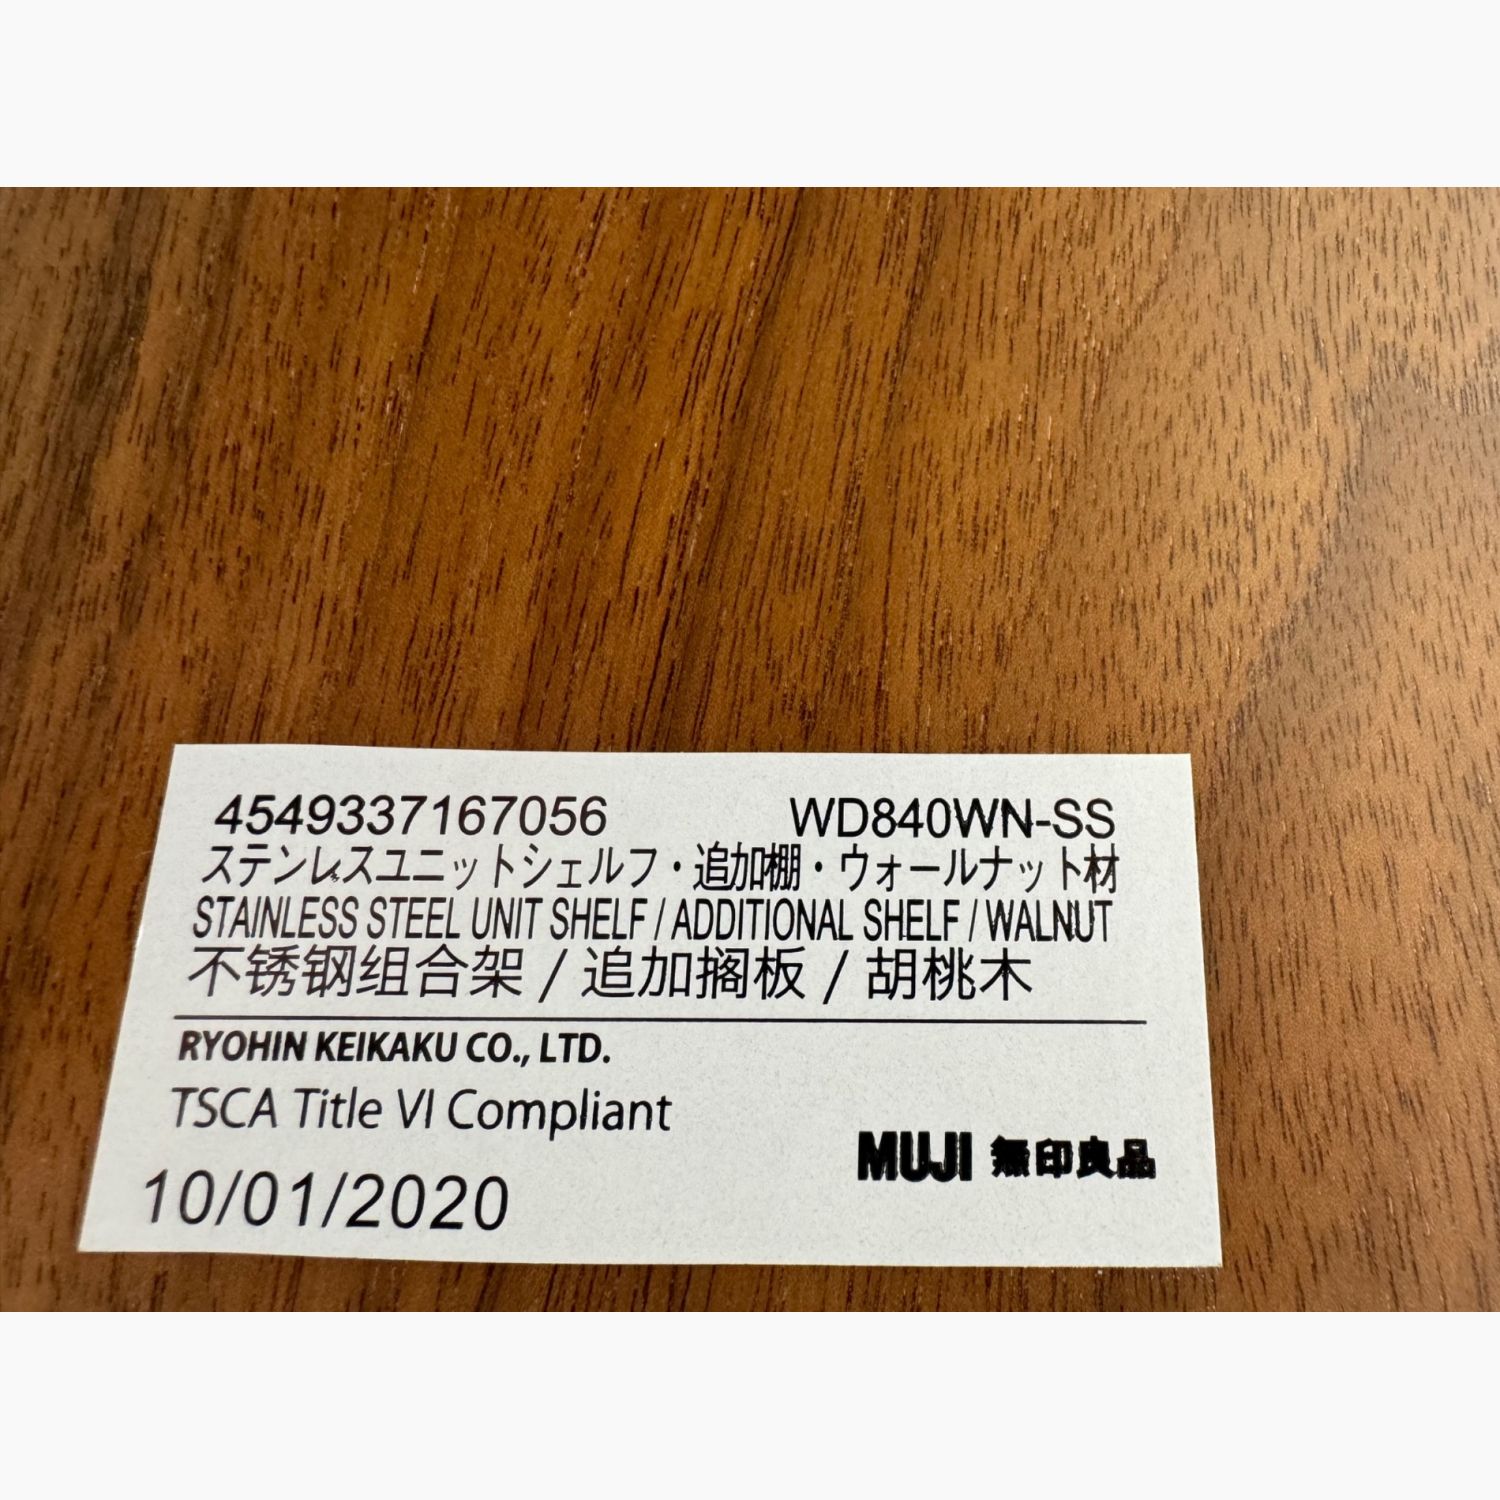 4549337167056 WD840WN-SS
ステンレスユニットシェルフ・追加棚・ウォールナット材
STAINLESS STEEL UNIT SHELF / ADDITIONAL SHELF / WALNUT
不锈钢组合架 / 追加搁板 / 胡桃木
RYOHIN KEIKAKU CO., LTD.
TSCA Title VI Compliant
MUJI 無印良品
10/01/2020